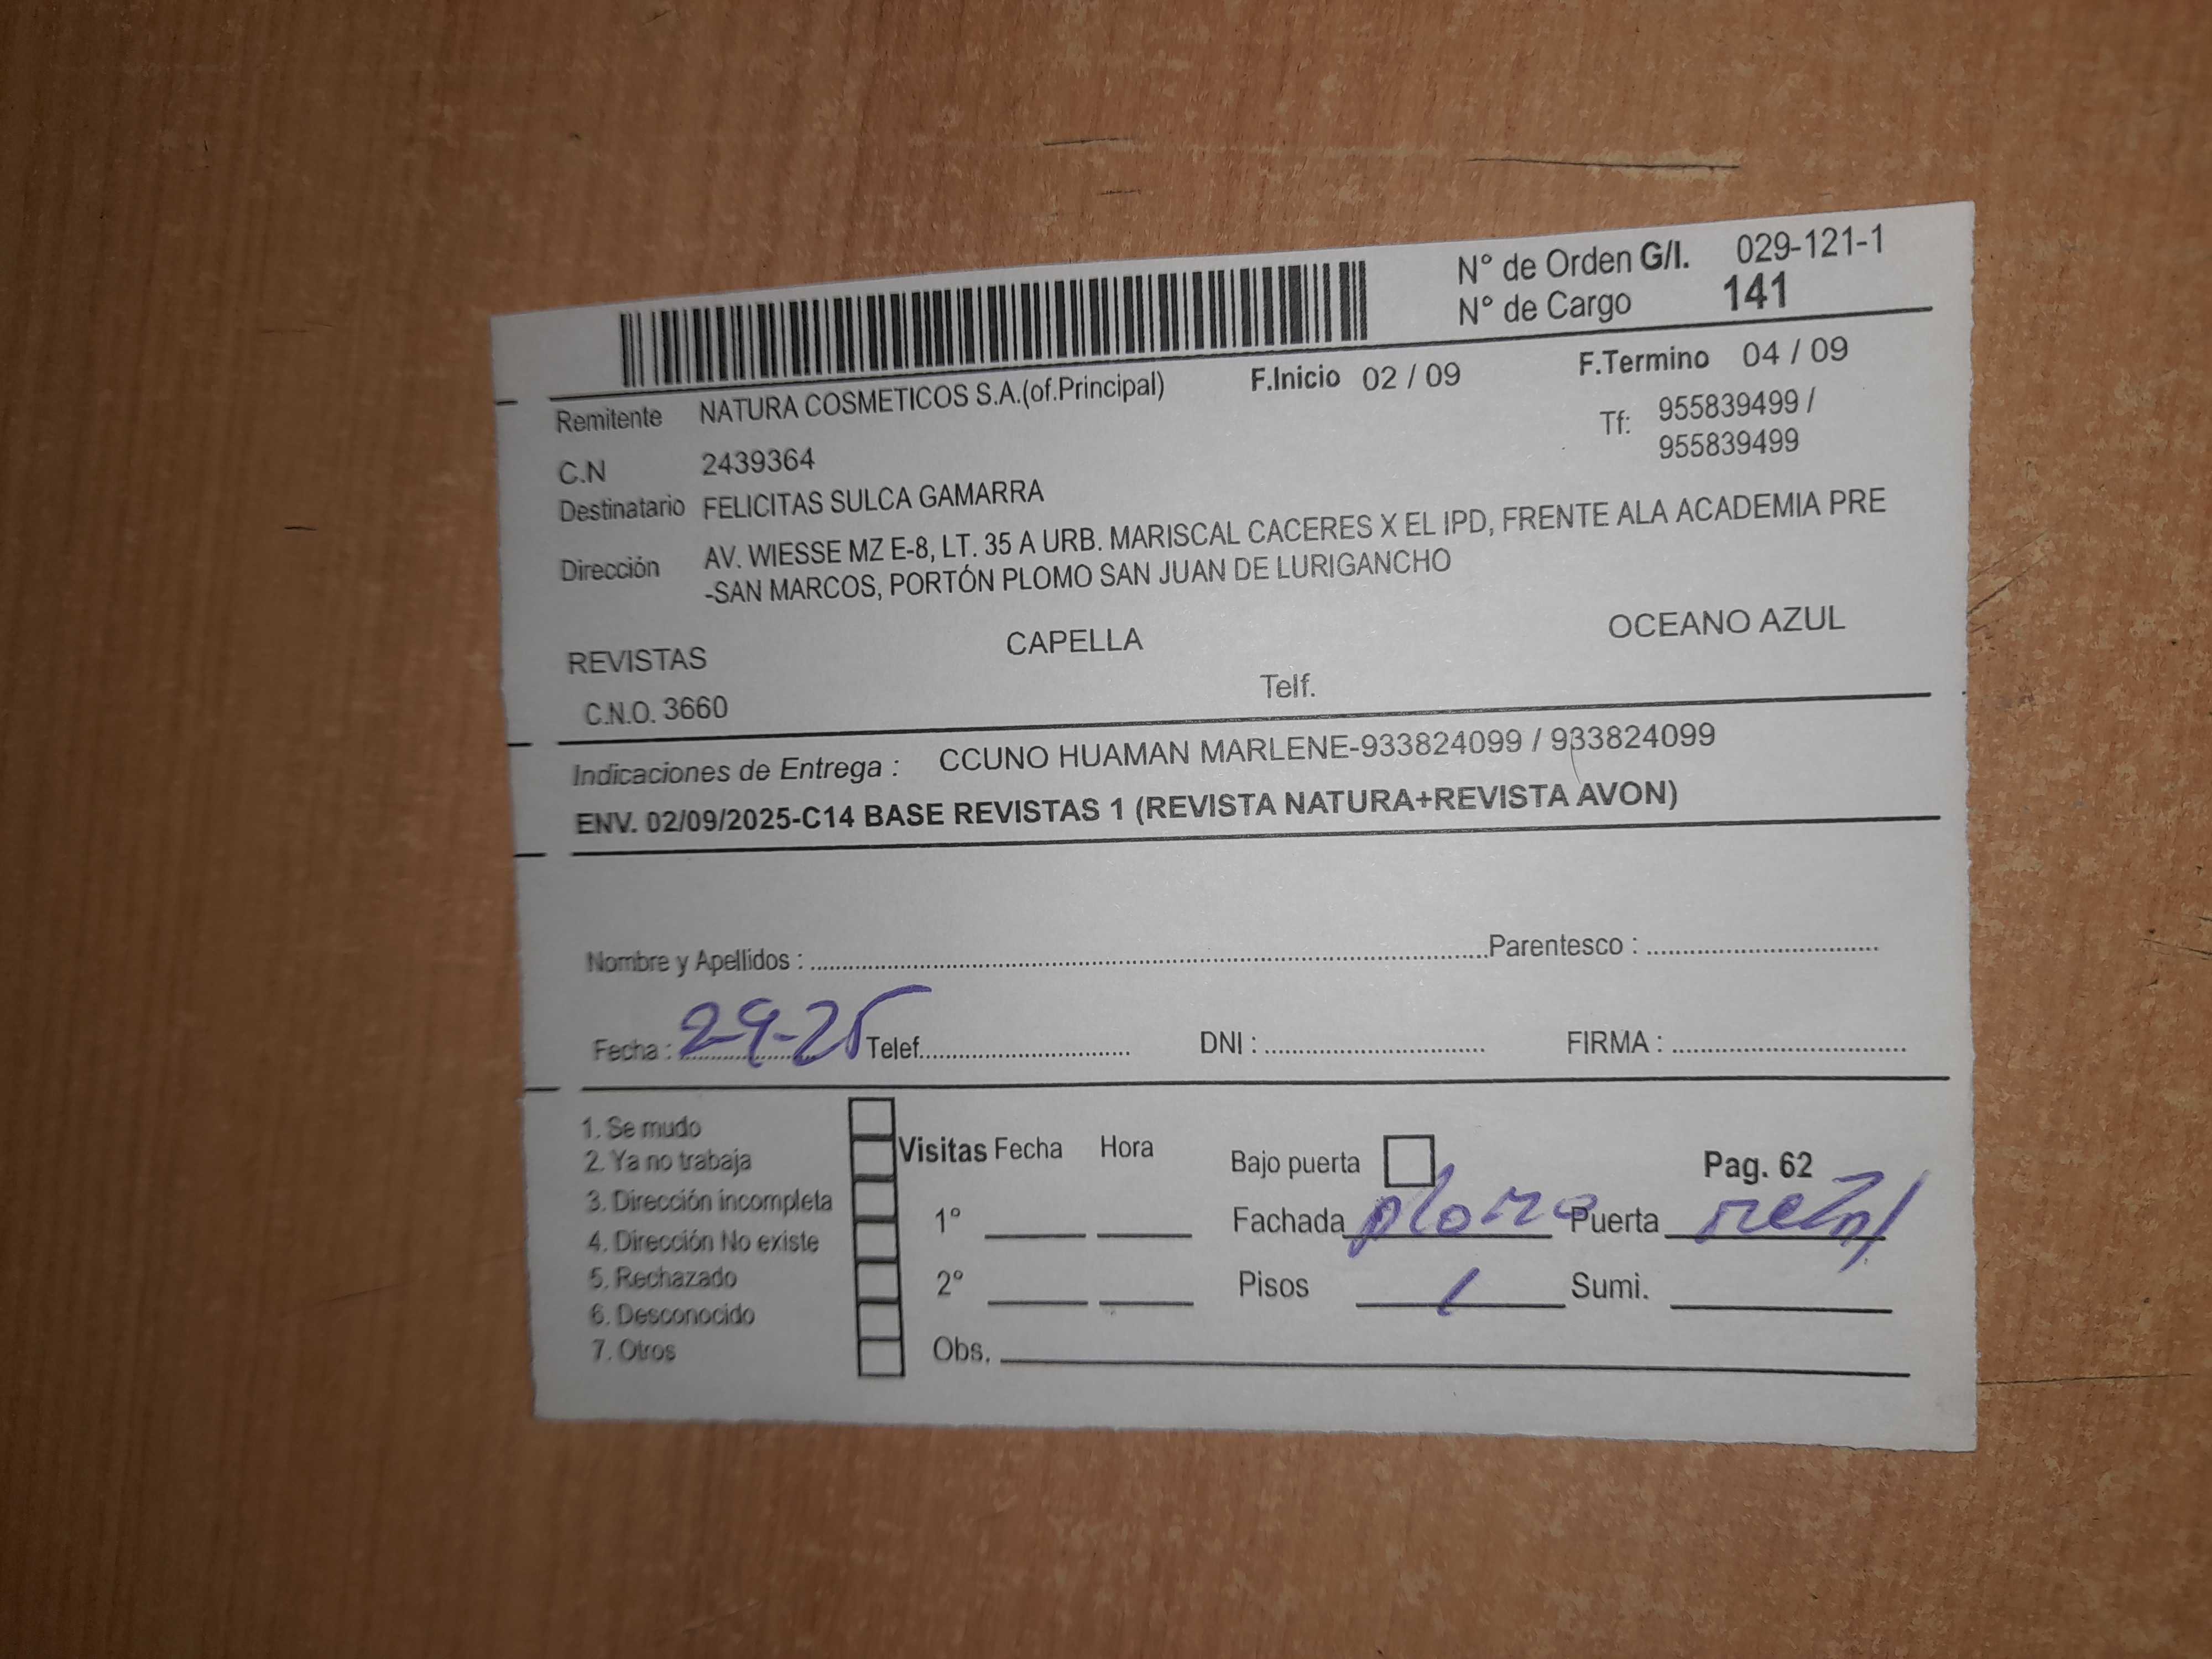 N° de Orden G/I. 029-121-1
N° de Cargo 141
F.Inicio 02 / 09 F.Termino 04 / 09
Remitente NATURA COSMETICOS S.A.(of.Principal)
Tf: 955839499 /
955839499
C.N 2439364
Destinatario FELICITAS SULCA GAMARRA
Dirección AV. WIESSE MZ E-8, LT. 35 A URB. MARISCAL CACERES X EL IPD, FRENTE ALA ACADEMIA PRE
-SAN MARCOS, PORTÓN PLOMO SAN JUAN DE LURIGANCHO
REVISTAS CAPELLA OCEANO AZUL
C.N.O. 3660 Telf.
Indicaciones de Entrega : CCUNO HUAMAN MARLENE-933824099 / 933824099
ENV. 02/09/2025-C14 BASE REVISTAS 1 (REVISTA NATURA+REVISTA AVON)
Nombre y Apellidos : Parentesco :
Fecha : 29-25 Telef. DNI : FIRMA :
1. Se mudo
2. Ya no trabaja
3. Dirección incompleta
4. Dirección No existe
5. Rechazado
6. Desconocido
7. Otros
Visitas Fecha Hora
1°
2°
Obs.
Bajo puerta Pag. 62
Fachada plomo Puerta
Pisos 1 Sumi.